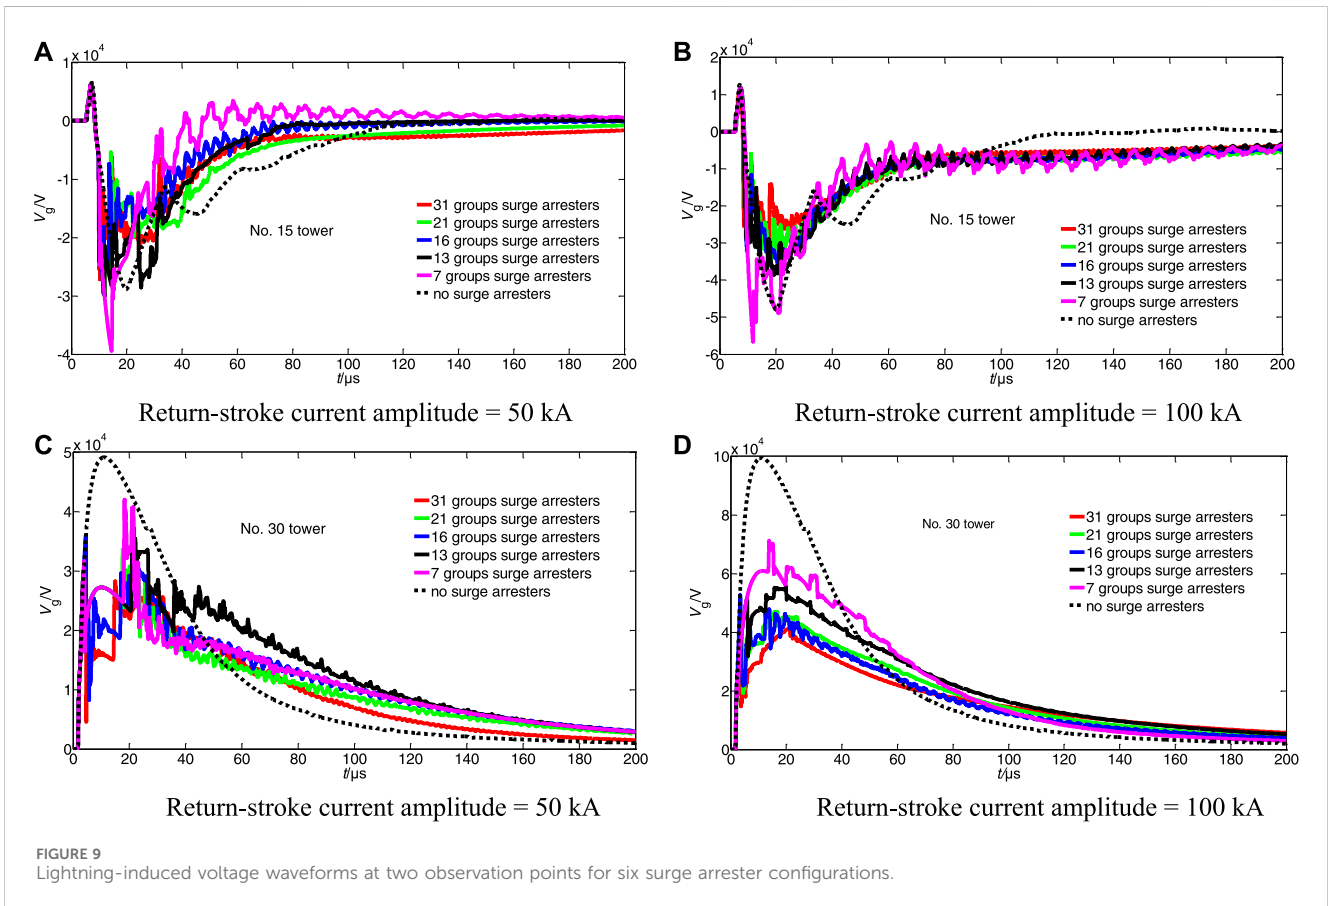 A
x 10^4
1
0
-1
-2
-3
-4
V_g/V
0 20 40 60 80 100 120 140 160 180 200
t/μs
No. 15 tower
31 groups surge arresters
21 groups surge arresters
16 groups surge arresters
13 groups surge arresters
7 groups surge arresters
no surge arresters
Return-stroke current amplitude = 50 kA
B
x 10^4
2
1
0
-1
-2
-3
-4
-5
-6
V_g/V
0 20 40 60 80 100 120 140 160 180 200
t/μs
No. 15 tower
31 groups surge arresters
21 groups surge arresters
16 groups surge arresters
13 groups surge arresters
7 groups surge arresters
no surge arresters
Return-stroke current amplitude = 100 kA
C
x 10^4
5
4
3
2
1
0
V_g/V
0 20 40 60 80 100 120 140 160 180 200
t/μs
No. 30 tower
31 groups surge arresters
21 groups surge arresters
16 groups surge arresters
13 groups surge arresters
7 groups surge arresters
no surge arresters
Return-stroke current amplitude = 50 kA
D
x 10^4
10
8
6
4
2
0
V_g/V
0 20 40 60 80 100 120 140 160 180 200
t/μs
No. 30 tower
31 groups surge arresters
21 groups surge arresters
16 groups surge arresters
13 groups surge arresters
7 groups surge arresters
no surge arresters
Return-stroke current amplitude = 100 kA
FIGURE 9
Lightning-induced voltage waveforms at two observation points for six surge arrester configurations.